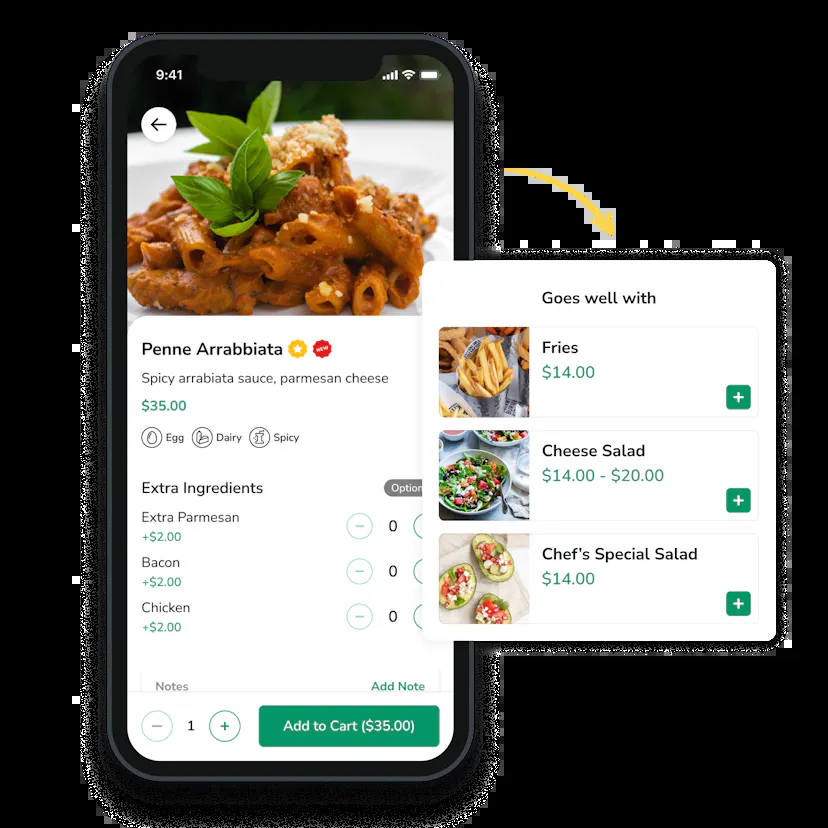 9:41
Penne Arrabbiata NEW
Spicy arrabiata sauce, parmesan cheese
$35.00
Egg Dairy Spicy
Extra Ingredients Option
Extra Parmesan
+$2.00
0
Bacon
+$2.00
0
Chicken
+$2.00
0
Notes Add Note
1 Add to Cart ($35.00)
Goes well with
Fries
$14.00
Cheese Salad
$14.00 - $20.00
Chef's Special Salad
$14.00